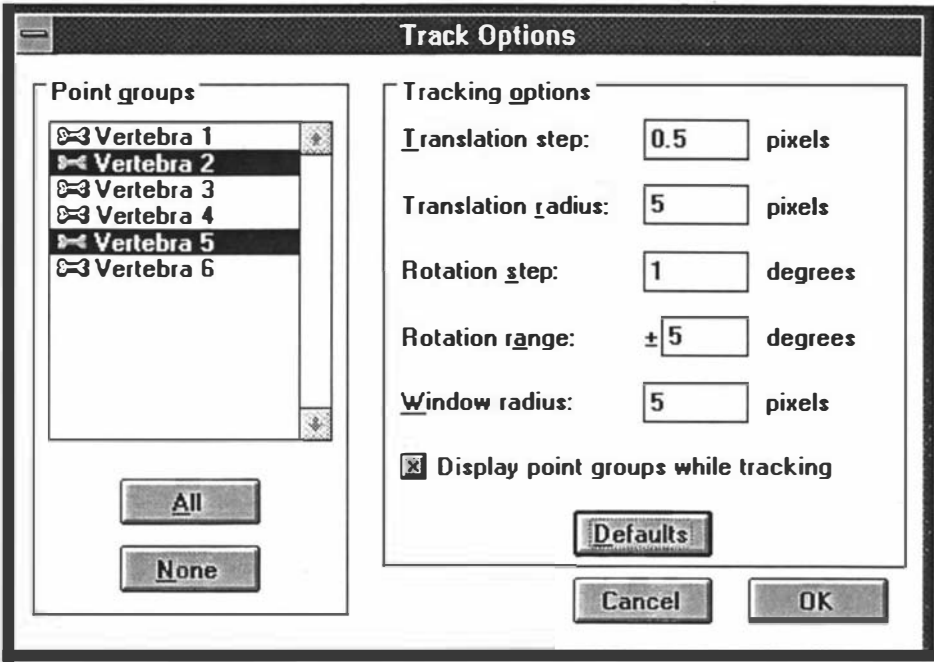 Track Options
Point groups
Vertebra 1
Vertebra 2
Vertebra 3
Vertebra 4
Vertebra 5
Vertebra 6
All
None
Tracking options
Translation step: 0.5 pixels
Translation radius: 5 pixels
Rotation step: 1 degrees
Rotation range: ± 5 degrees
Window radius: 5 pixels
Display point groups while tracking
Defaults
Cancel OK